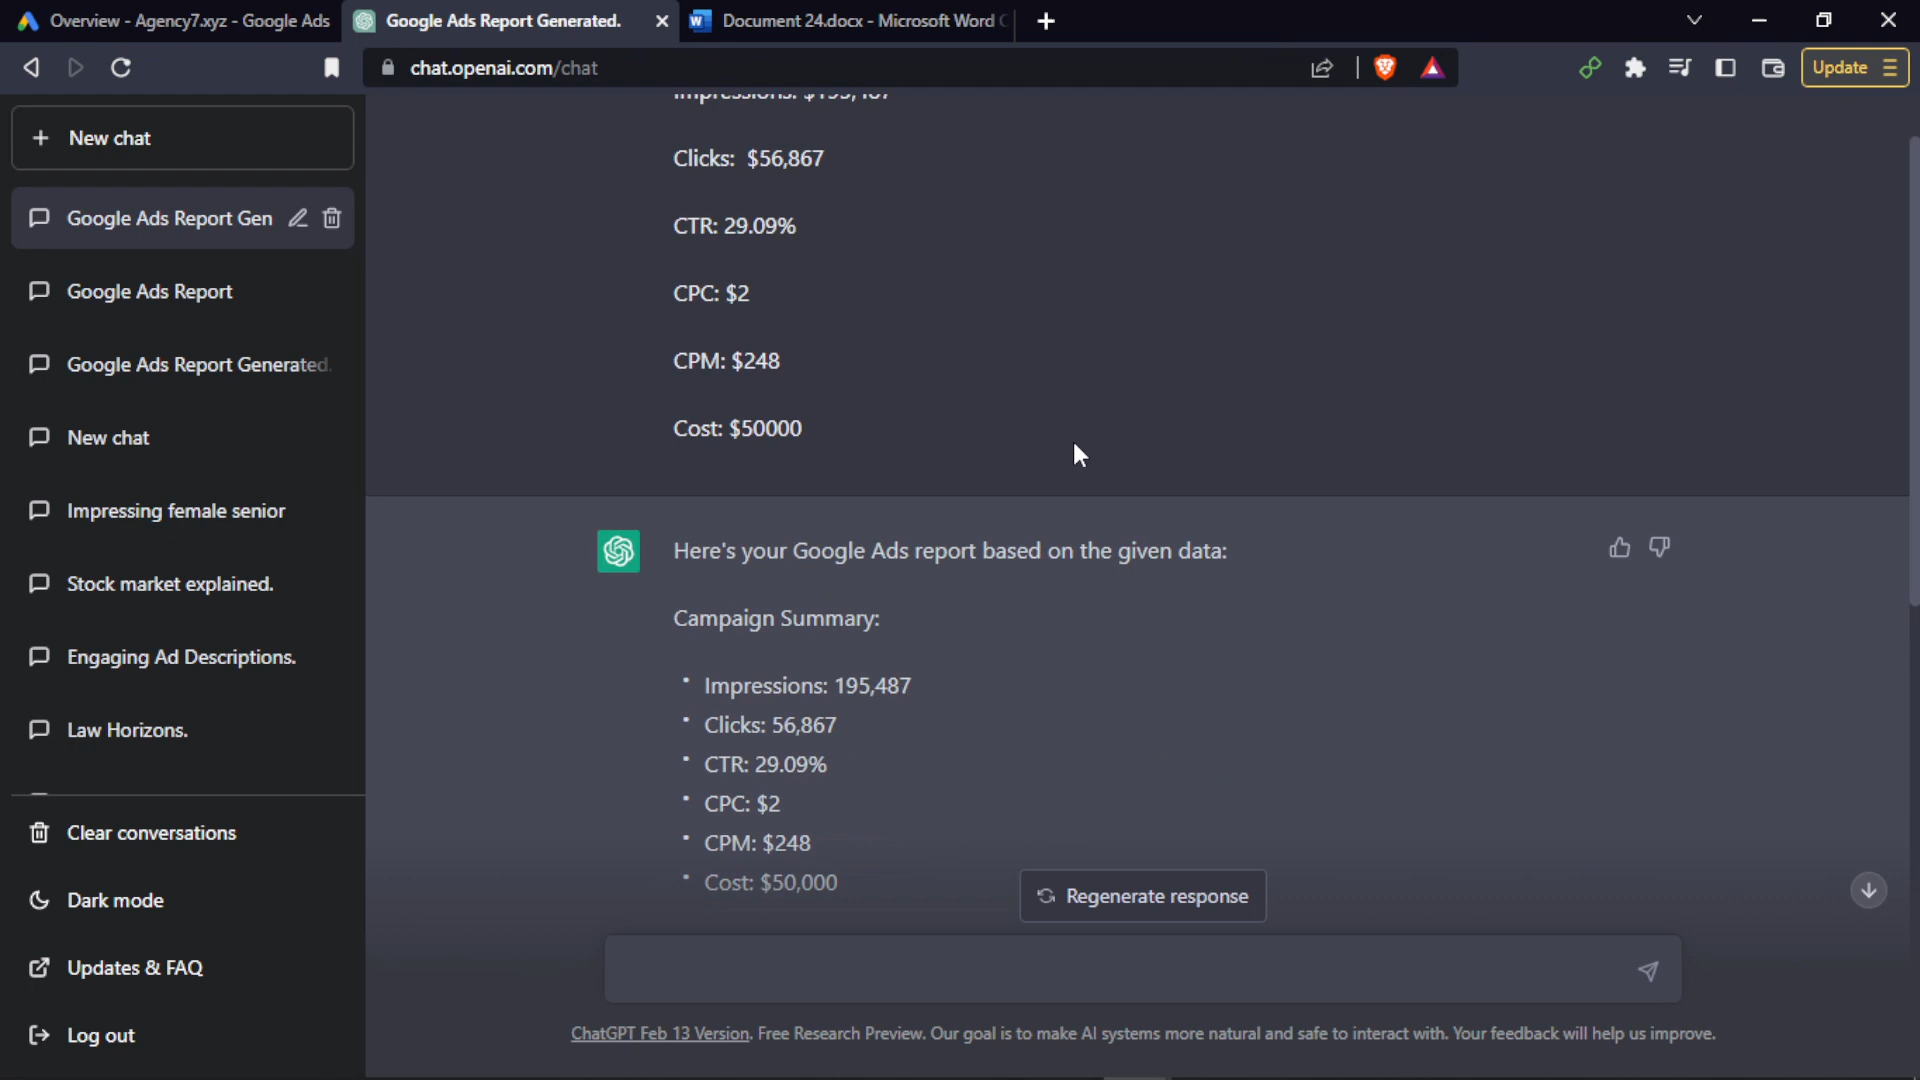 Overview - Agency7.xyz - Google Ads
Google Ads Report Generated.
Document 24.docx - Microsoft Word
chat.openai.com/chat
Update
New chat
Google Ads Report Gen
Google Ads Report
Google Ads Report Generated.
New chat
Impressing female senior
Stock market explained.
Engaging Ad Descriptions.
Law Horizons.
Clear conversations
Dark mode
Updates & FAQ
Log out
Impressions: $195,487
Clicks: $56,867
CTR: 29.09%
CPC: $2
CPM: $248
Cost: $50000
Here's your Google Ads report based on the given data:
Campaign Summary:
• Impressions: 195,487
• Clicks: 56,867
• CTR: 29.09%
• CPC: $2
• CPM: $248
• Cost: $50,000
Regenerate response
ChatGPT Feb 13 Version. Free Research Preview. Our goal is to make AI systems more natural and safe to interact with. Your feedback will help us improve.